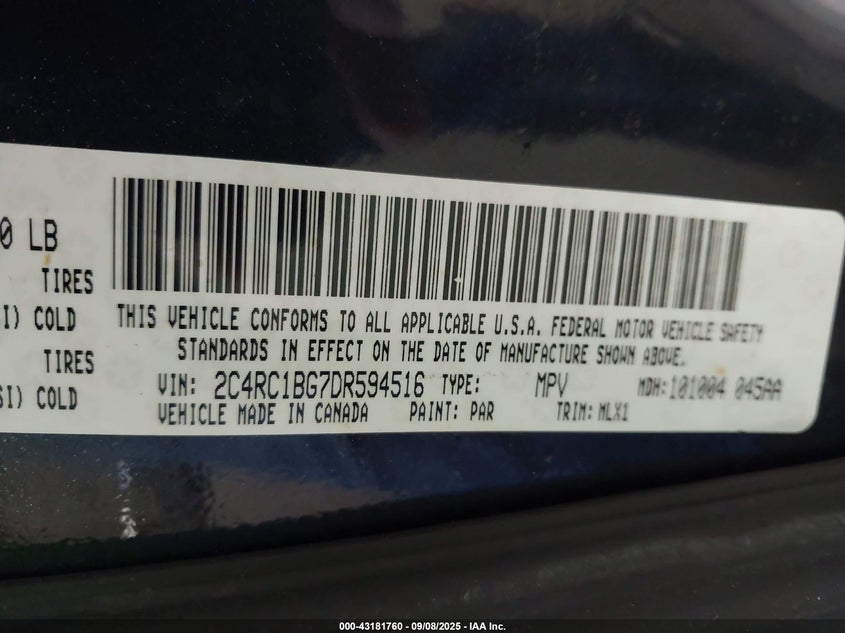 0 LB
TIRES
SI) COLD
TIRES
SI) COLD
THIS VEHICLE CONFORMS TO ALL APPLICABLE U.S.A. FEDERAL MOTOR VEHICLE SAFETY
STANDARDS IN EFFECT ON THE DATE OF MANUFACTURE SHOWN ABOVE.
VIN: 2C4RC1BG7DR594516 TYPE: MPV MDH: 101004 045AA
VEHICLE MADE IN CANADA PAINT: PAR TRIM: MLX1
000-43181760 - 09/08/2025 - IAA Inc.